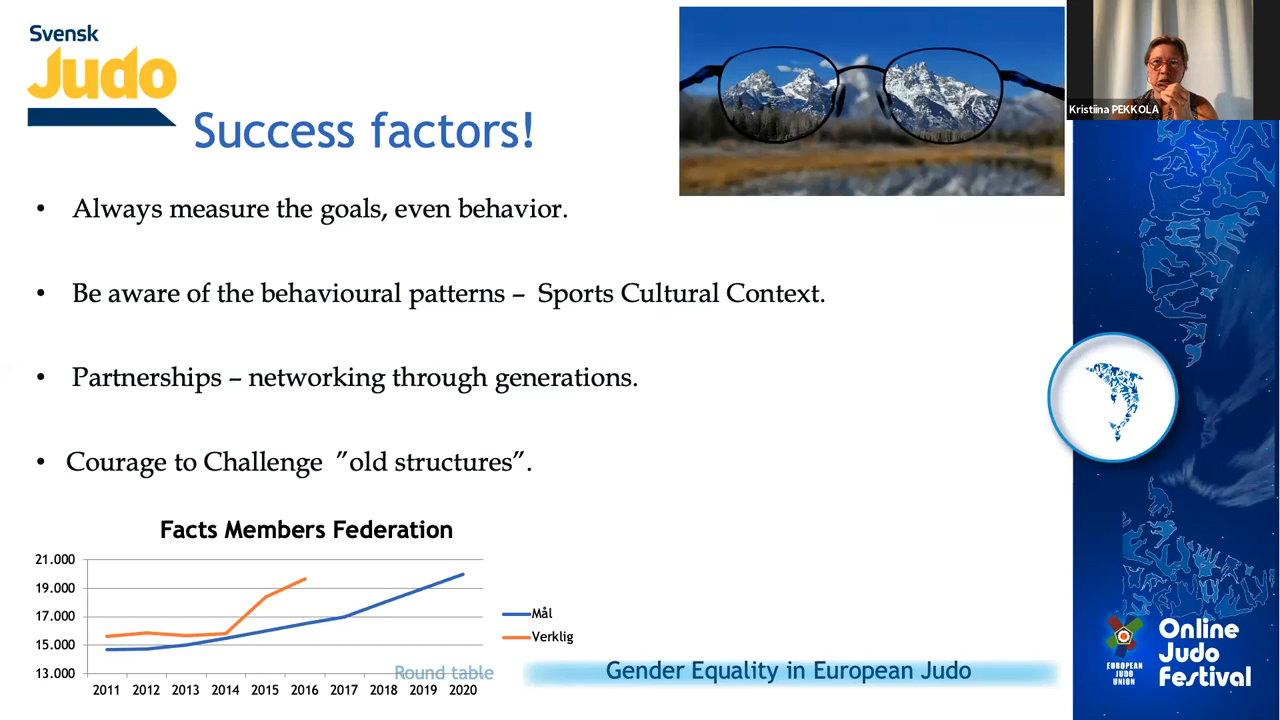 Svensk
Judo
Kristiina PEKKOLA
Success factors!
• Always measure the goals, even behavior.
• Be aware of the behavioural patterns – Sports Cultural Context.
• Partnerships – networking through generations.
• Courage to Challenge ”old structures”.
Facts Members Federation
21.000
19.000
17.000
15.000
13.000
2011 2012 2013 2014 2015 2016 2017 2018 2019 2020
Mål
Verklig
Round table
Gender Equality in European Judo
EUROPEAN
JUDO
UNION
Online
Judo
Festival